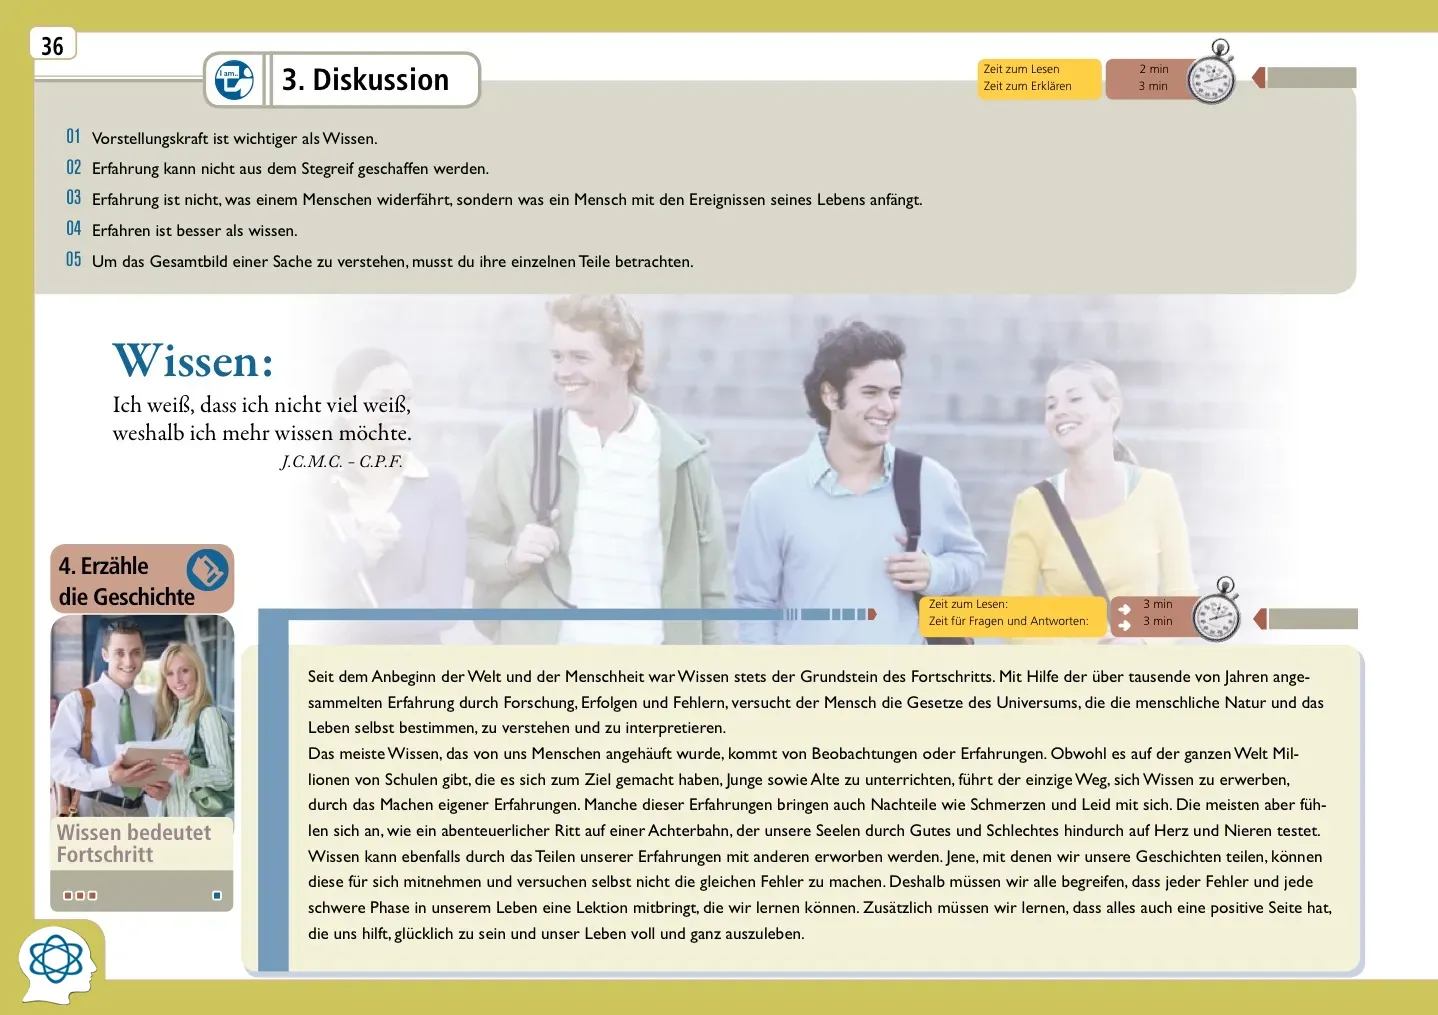 36
I am...
3. Diskussion
Zeit zum Lesen 2 min
Zeit zum Erklären 3 min
01 Vorstellungskraft ist wichtiger als Wissen.
02 Erfahrung kann nicht aus dem Stegreif geschaffen werden.
03 Erfahrung ist nicht, was einem Menschen widerfährt, sondern was ein Mensch mit den Ereignissen seines Lebens anfängt.
04 Erfahren ist besser als wissen.
05 Um das Gesamtbild einer Sache zu verstehen, musst du ihre einzelnen Teile betrachten.
Wissen:
Ich weiß, dass ich nicht viel weiß,
weshalb ich mehr wissen möchte.
J.C.M.C. – C.P.F.
4. Erzähle
die Geschichte
Zeit zum Lesen: 3 min
Zeit für Fragen und Antworten: 3 min
Seit dem Anbeginn der Welt und der Menschheit war Wissen stets der Grundstein des Fortschritts. Mit Hilfe der über tausende von Jahren ange-
sammelten Erfahrung durch Forschung, Erfolgen und Fehlern, versucht der Mensch die Gesetze des Universums, die die menschliche Natur und das
Leben selbst bestimmen, zu verstehen und zu interpretieren.
Das meiste Wissen, das von uns Menschen angehäuft wurde, kommt von Beobachtungen oder Erfahrungen. Obwohl es auf der ganzen Welt Mil-
lionen von Schulen gibt, die es sich zum Ziel gemacht haben, Junge sowie Alte zu unterrichten, führt der einzige Weg, sich Wissen zu erwerben,
durch das Machen eigener Erfahrungen. Manche dieser Erfahrungen bringen auch Nachteile wie Schmerzen und Leid mit sich. Die meisten aber füh-
len sich an, wie ein abenteuerlicher Ritt auf einer Achterbahn, der unsere Seelen durch Gutes und Schlechtes hindurch auf Herz und Nieren testet.
Wissen kann ebenfalls durch das Teilen unserer Erfahrungen mit anderen erworben werden. Jene, mit denen wir unsere Geschichten teilen, können
diese für sich mitnehmen und versuchen selbst nicht die gleichen Fehler zu machen. Deshalb müssen wir alle begreifen, dass jeder Fehler und jede
schwere Phase in unserem Leben eine Lektion mitbringt, die wir lernen können. Zusätzlich müssen wir lernen, dass alles auch eine positive Seite hat,
die uns hilft, glücklich zu sein und unser Leben voll und ganz auszuleben.
Wissen bedeutet
Fortschritt